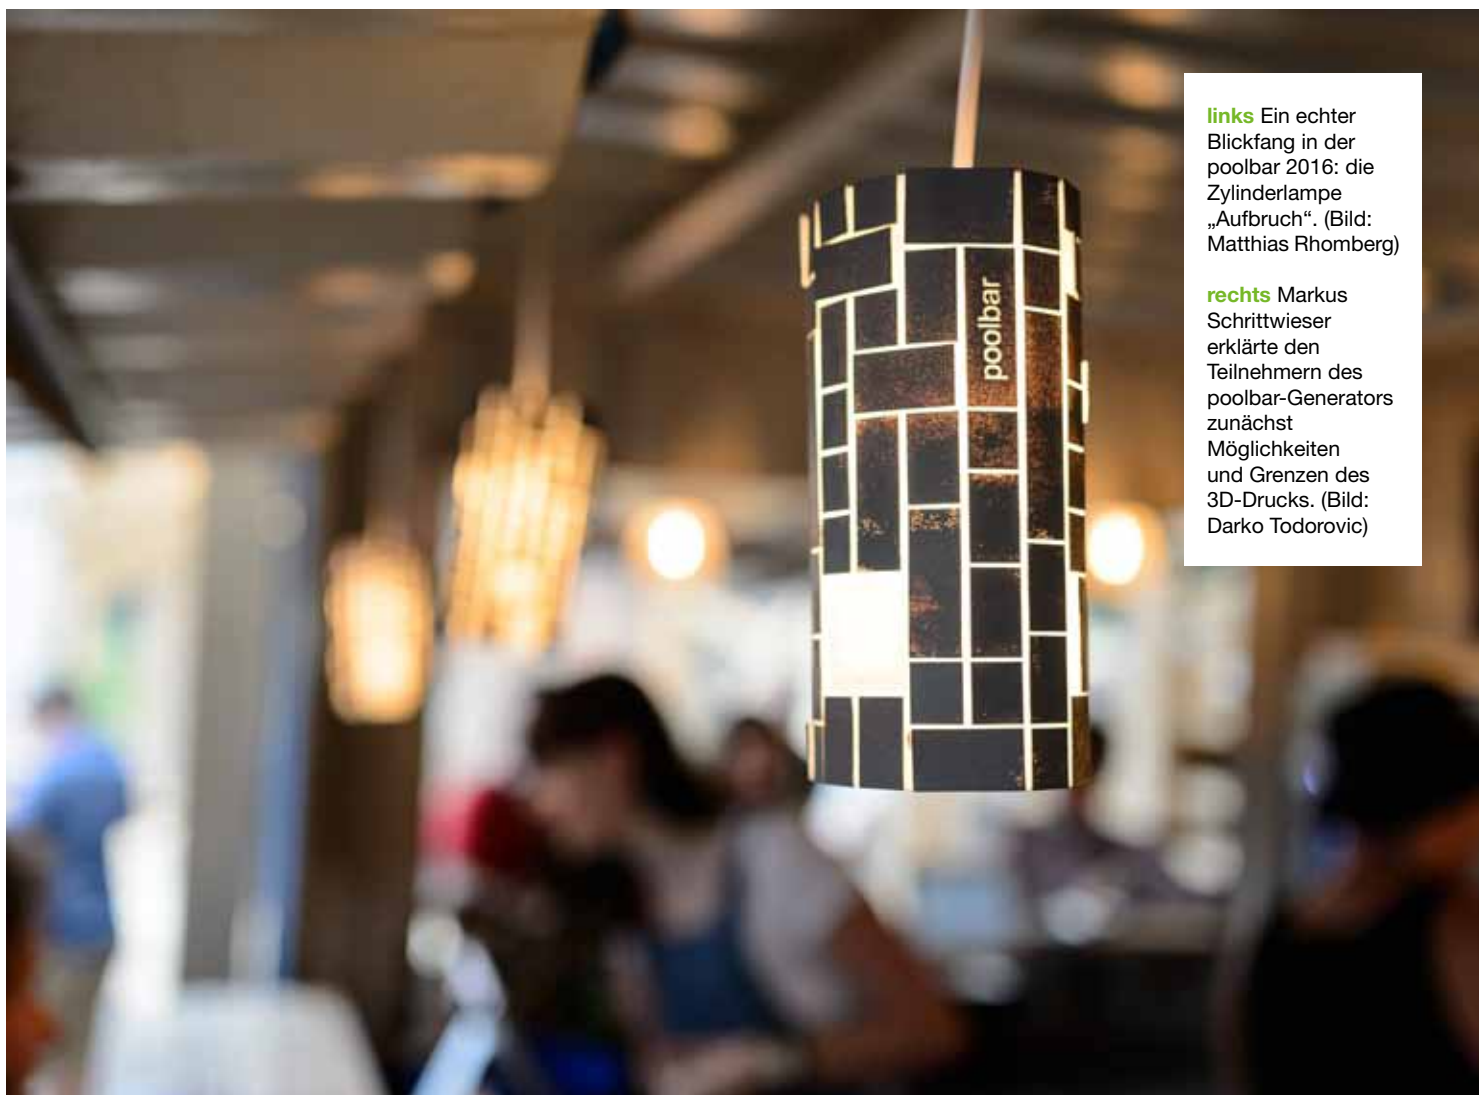 links Ein echter
Blickfang in der
poolbar 2016: die
Zylinderlampe
„Aufbruch“. (Bild:
Matthias Rhomberg)
rechts Markus
Schrittwieser
erklärte den
Teilnehmern des
poolbar-Generators
zunächst
Möglichkeiten
und Grenzen des
3D-Drucks. (Bild:
Darko Todorovic)
poolbar